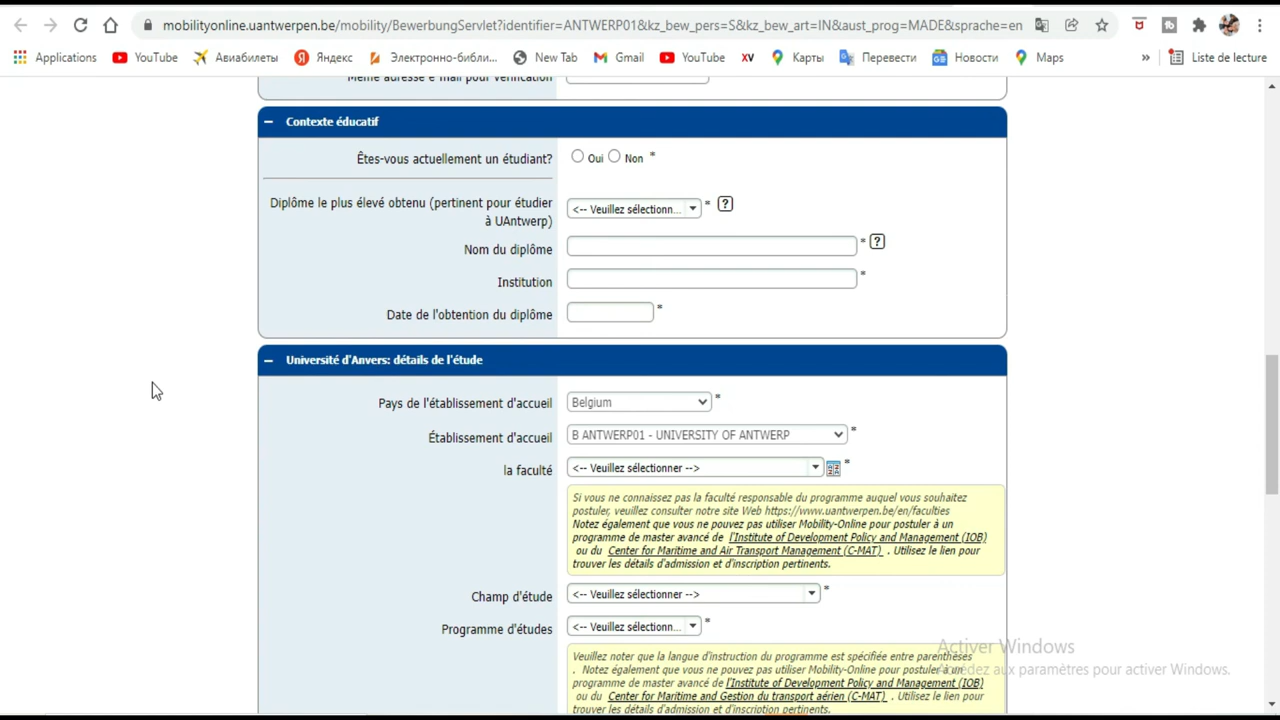 mobilityonline.uantwerpen.be/mobility/BewerbungServlet?identifier=ANTWERP01&kz_bew_pers=S&kz_bew_art=IN&aust_prog=MADE&sprache=en
Applications YouTube Авиабилеты Яндекс Электронно-библи... New Tab Gmail YouTube XV Карты Перевести Новости Maps » Liste de lecture
Même adresse e-mail pour vérification
Contexte éducatif
Êtes-vous actuellement un étudiant? Oui Non *
Diplôme le plus élevé obtenu (pertinent pour étudier
à UAntwerp)
<-- Veuillez sélectionn... * ?
Nom du diplôme * ?
Institution *
Date de l'obtention du diplôme *
Université d'Anvers: détails de l'étude
Pays de l'établissement d'accueil Belgium *
Établissement d'accueil B ANTWERP01 - UNIVERSITY OF ANTWERP *
la faculté <-- Veuillez sélectionner --> *
Si vous ne connaissez pas la faculté responsable du programme auquel vous souhaitez
postuler, veuillez consulter notre site Web https://www.uantwerpen.be/en/faculties
Notez également que vous ne pouvez pas utiliser Mobility-Online pour postuler à un
programme de master avancé de l'Institute of Development Policy and Management (IOB)
ou du Center for Maritime and Air Transport Management (C-MAT) . Utilisez le lien pour
trouver les détails d'admission et d'inscription pertinents.
Champ d'étude <-- Veuillez sélectionner --> *
Programme d'études <-- Veuillez sélectionn... *
Veuillez noter que la langue d'instruction du programme est spécifiée entre parenthèses
. Notez également que vous ne pouvez pas utiliser Mobility-Online pour postuler à un
programme de master avancé de l'Institute of Development Policy and Management (IOB)
ou du Center for Maritime and Gestion du transport aérien (C-MAT) . Utilisez le lien pour
trouver les détails d'admission et d'inscription pertinents.
Activer Windows
Accédez aux paramètres pour activer Windows.